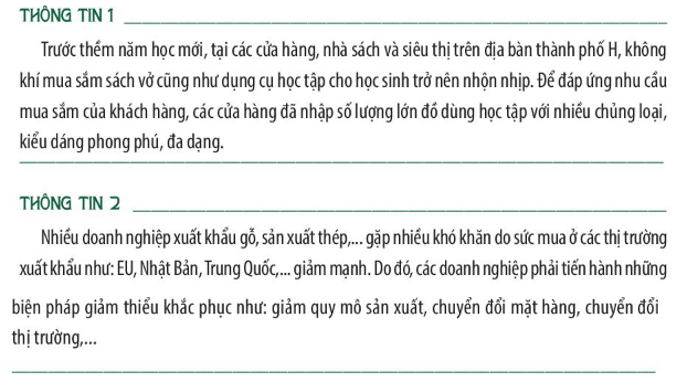 THÔNG TIN 1
Trước thềm năm học mới, tại các cửa hàng, nhà sách và siêu thị trên địa bàn thành phố H, không
khí mua sắm sách vở cũng như dụng cụ học tập cho học sinh trở nên nhộn nhịp. Để đáp ứng nhu cầu
mua sắm của khách hàng, các cửa hàng đã nhập số lượng lớn đồ dùng học tập với nhiều chủng loại,
kiểu dáng phong phú, đa dạng.
THÔNG TIN 2
Nhiều doanh nghiệp xuất khẩu gỗ, sản xuất thép,... gặp nhiều khó khăn do sức mua ở các thị trường
xuất khẩu như: EU, Nhật Bản, Trung Quốc,... giảm mạnh. Do đó, các doanh nghiệp phải tiến hành những
biện pháp giảm thiểu khắc phục như: giảm quy mô sản xuất, chuyển đổi mặt hàng, chuyển đổi
thị trường,...